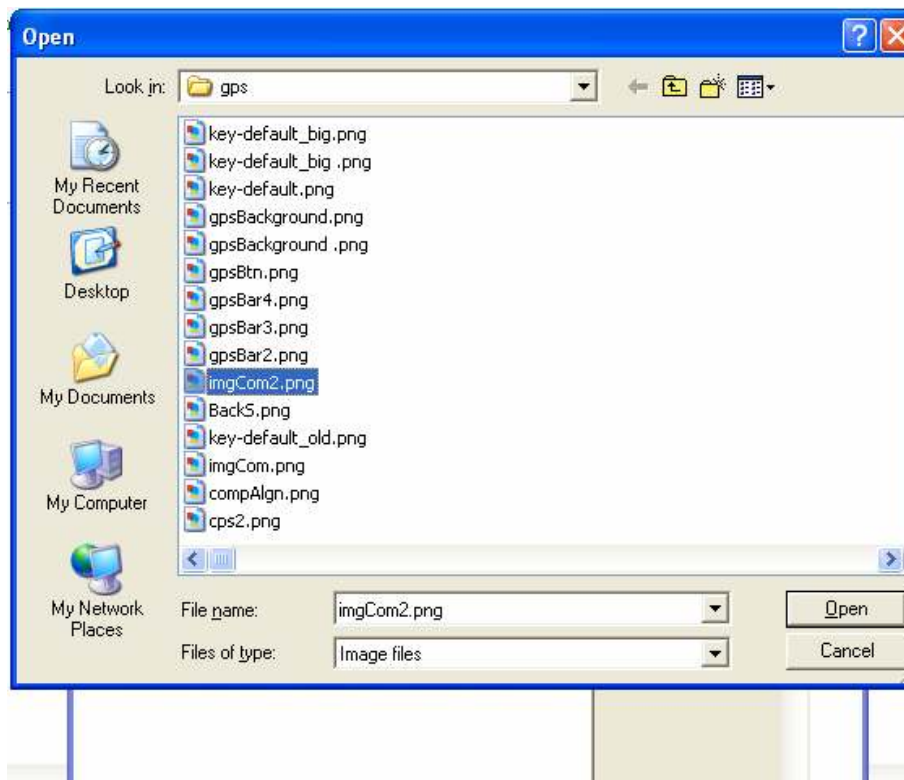 Open
Look in: gps
key-default_big.png
key-default_big .png
key-default.png
gpsBackground.png
gpsBackground .png
gpsBtn.png
gpsBar4.png
gpsBar3.png
gpsBar2.png
imgCom2.png
Back5.png
key-default_old.png
imgCom.png
compAlgn.png
cps2.png
My Recent
Documents
Desktop
My Documents
My Computer
My Network
Places
File name: imgCom2.png
Open
Files of type: Image files
Cancel